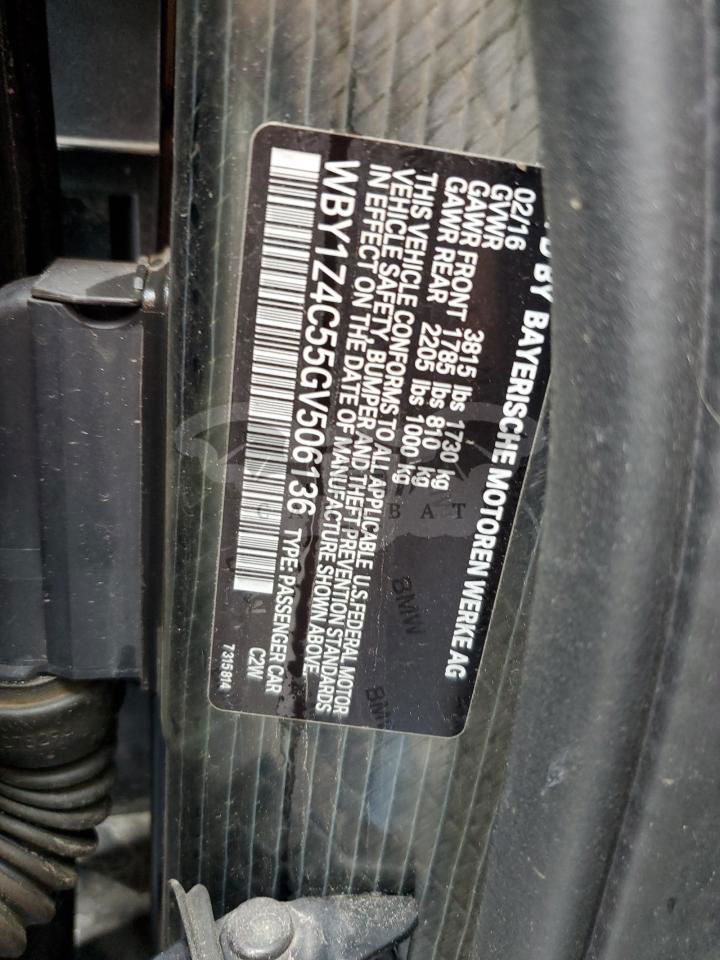 D BY BAYERISCHE MOTOREN WERKE AG
02/16
GVWR 3815 lbs 1730 kg
GAWR FRONT 1785 lbs 810 kg
GAWR REAR 2205 lbs 1000 kg
THIS VEHICLE CONFORMS TO ALL APPLICABLE U.S.FEDERAL MOTOR
VEHICLE SAFETY, BUMPER AND THEFT PREVENTION STANDARDS
IN EFFECT ON THE DATE OF MANUFACTURE SHOWN ABOVE.
WBY1Z4C55GV506136 TYPE: PASSENGER CAR
C2W
7315814
BMW